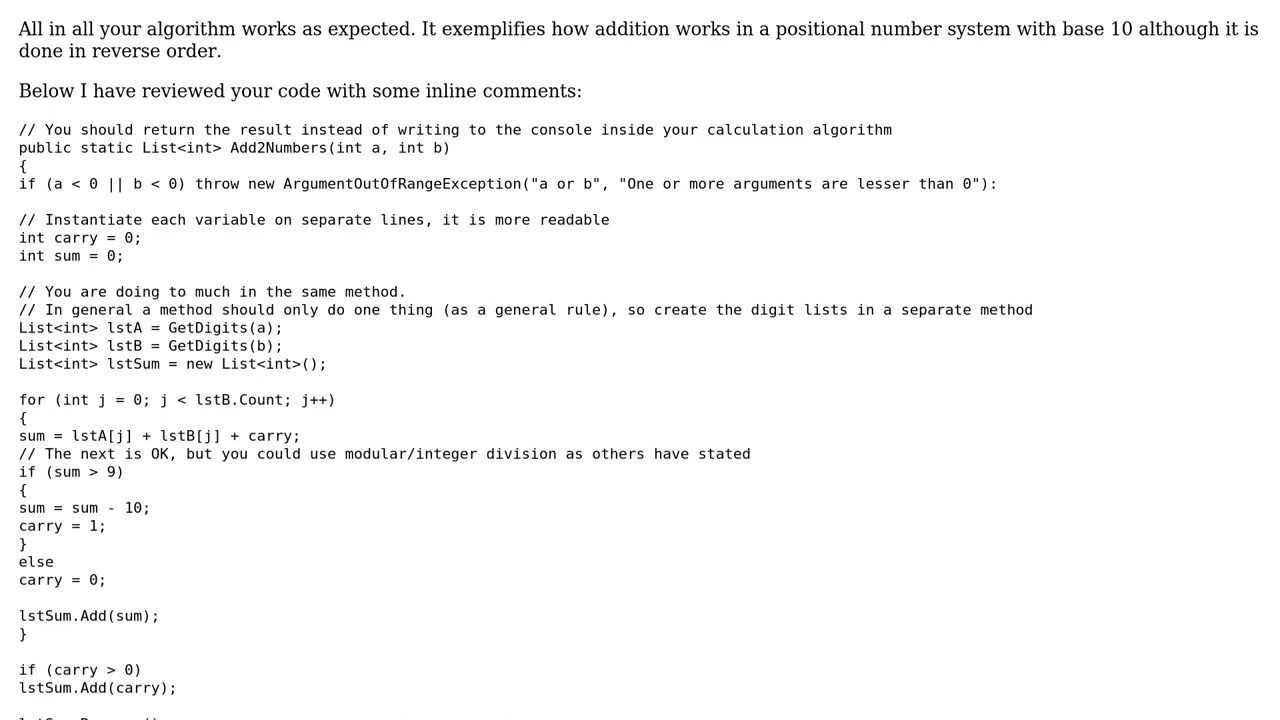 All in all your algorithm works as expected. It exemplifies how addition works in a positional number system with base 10 although it is
done in reverse order.
Below I have reviewed your code with some inline comments:
// You should return the result instead of writing to the console inside your calculation algorithm
public static List<int> Add2Numbers(int a, int b)
{
if (a < 0 || b < 0) throw new ArgumentOutOfRangeException("a or b", "One or more arguments are lesser than 0"):
// Instantiate each variable on separate lines, it is more readable
int carry = 0;
int sum = 0;
// You are doing to much in the same method.
// In general a method should only do one thing (as a general rule), so create the digit lists in a separate method
List<int> lstA = GetDigits(a);
List<int> lstB = GetDigits(b);
List<int> lstSum = new List<int>();
for (int j = 0; j < lstB.Count; j++)
{
sum = lstA[j] + lstB[j] + carry;
// The next is OK, but you could use modular/integer division as others have stated
if (sum > 9)
{
sum = sum - 10;
carry = 1;
}
else
carry = 0;
lstSum.Add(sum);
}
if (carry > 0)
lstSum.Add(carry);